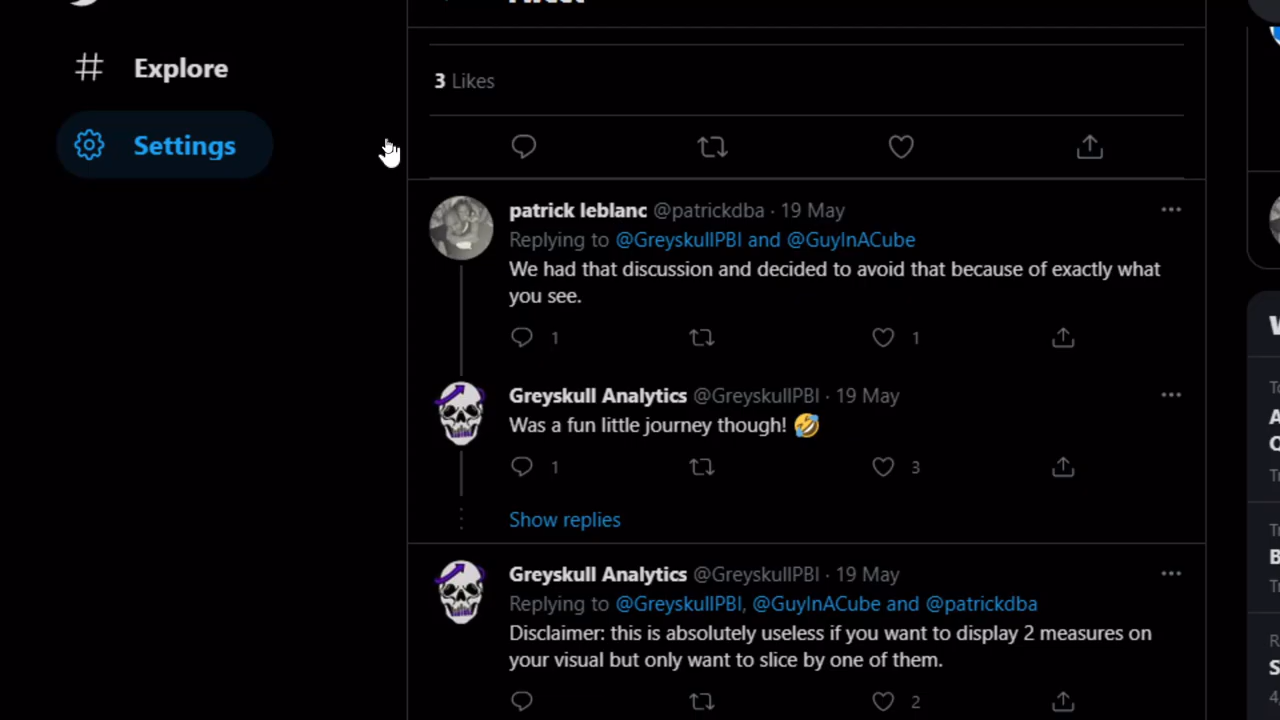 Tweet
Explore
3 Likes
Settings
patrick leblanc @patrickdba · 19 May
Replying to @GreyskullPBI and @GuyInACube
We had that discussion and decided to avoid that because of exactly what
you see.
1
1
Greyskull Analytics @GreyskullPBI · 19 May
Was a fun little journey though! 🤣
1
3
Show replies
Greyskull Analytics @GreyskullPBI · 19 May
Replying to @GreyskullPBI, @GuyInACube and @patrickdba
Disclaimer: this is absolutely useless if you want to display 2 measures on
your visual but only want to slice by one of them.
2